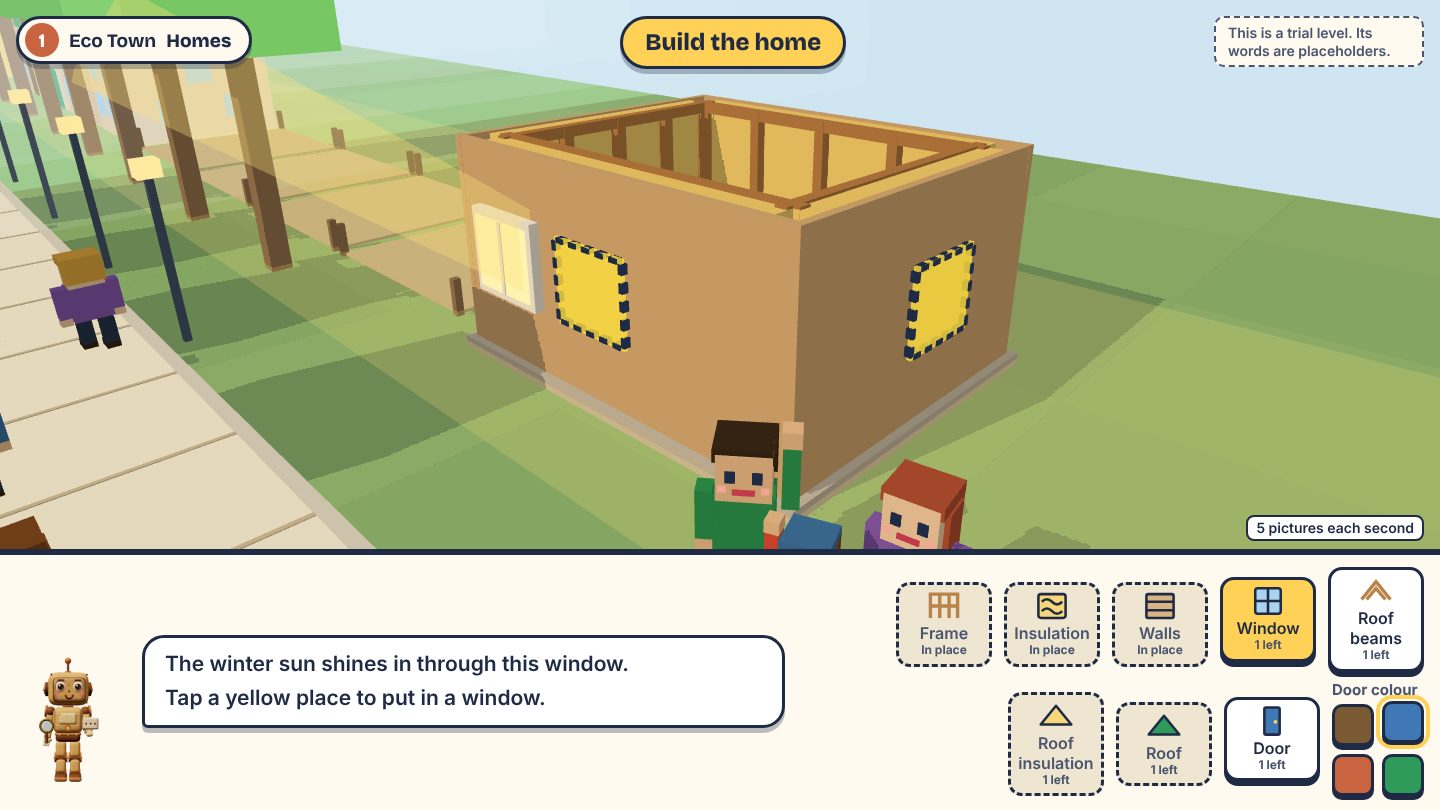 1 Eco Town Homes
Build the home
This is a trial level. Its
words are placeholders.
5 pictures each second
The winter sun shines in through this window.
Tap a yellow place to put in a window.
Frame
In place
Insulation
In place
Walls
In place
Window
1 left
Roof
beams
1 left
Roof
insulation
1 left
Roof
1 left
Door
1 left
Door colour